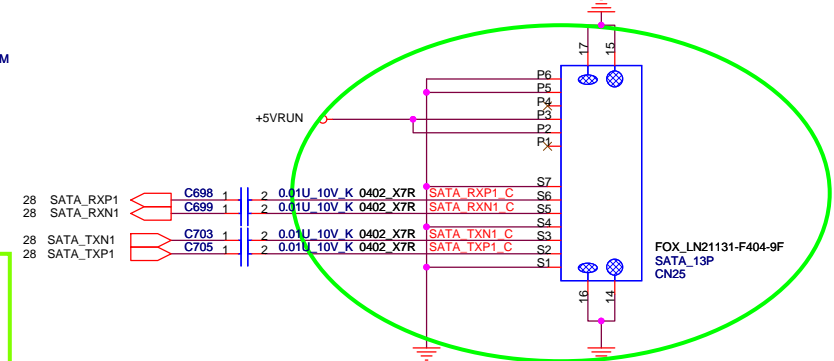 M
17
15
P6
P5
P4
P3
P2
P1
+5VRUN
S7
S6
S5
S4
S3
S2
S1
28 SATA_RXP1 C698 1 2 0.01U_10V_K 0402_X7R SATA_RXP1_C
28 SATA_RXN1 C699 1 2 0.01U_10V_K 0402_X7R SATA_RXN1_C
28 SATA_TXN1 C703 1 2 0.01U_10V_K 0402_X7R SATA_TXN1_C
28 SATA_TXP1 C705 1 2 0.01U_10V_K 0402_X7R SATA_TXP1_C
FOX_LN21131-F404-9F
SATA_13P
CN25
16
14